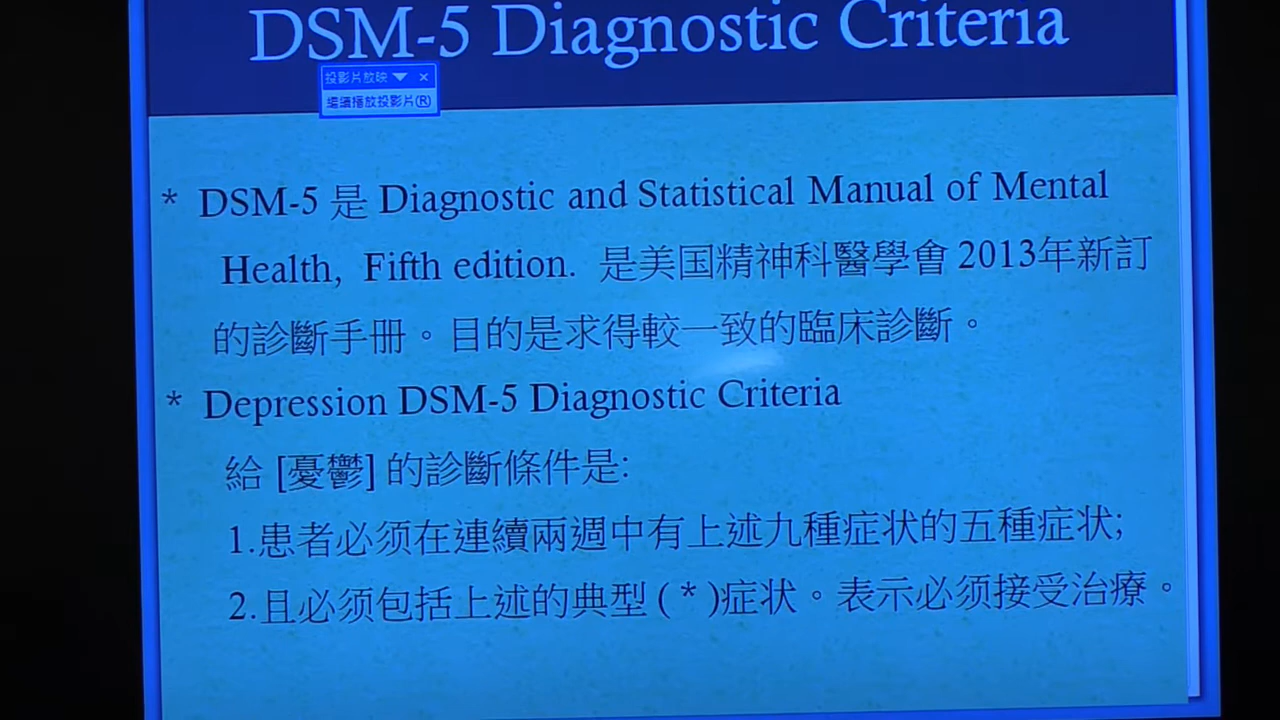 DSM-5 Diagnostic Criteria
投影片放映
繼續播放投影片(R)
* DSM-5 是 Diagnostic and Statistical Manual of Mental
Health, Fifth edition. 是美国精神科醫學會 2013年新訂
的診斷手冊。目的是求得較一致的臨床診斷。
* Depression DSM-5 Diagnostic Criteria
給 [憂鬱] 的診斷條件是:
1.患者必须在連續兩週中有上述九種症状的五種症状;
2.且必须包括上述的典型 ( * )症状。表示必须接受治療。